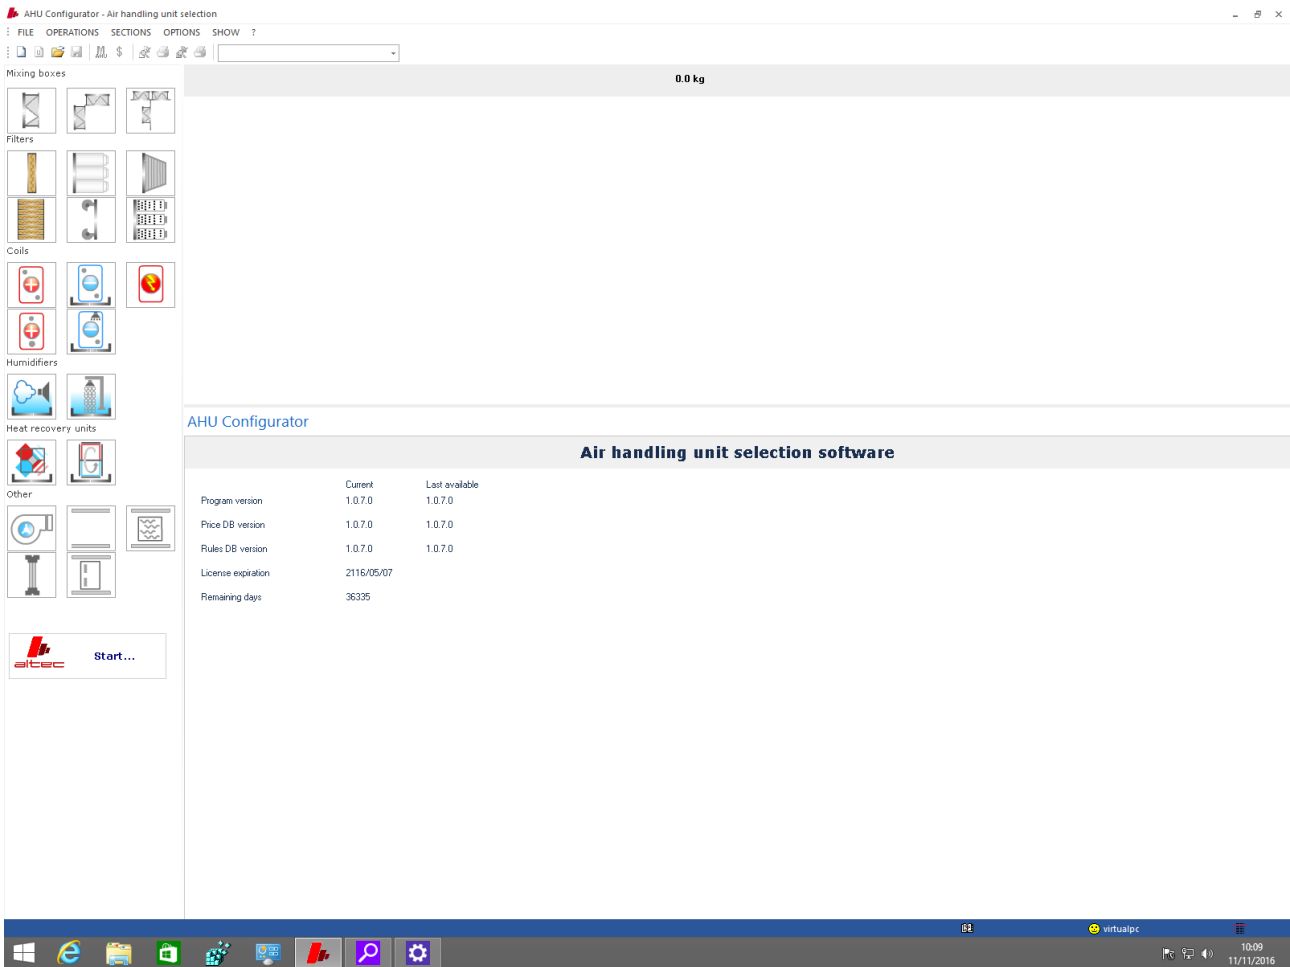 AHU Configurator - Air handling unit selection
FILE OPERATIONS SECTIONS OPTIONS SHOW ?
$
Mixing boxes
0.0 kg
Filters
Coils
Humidifiers
Heat recovery units
Other
altec Start...
AHU Configurator
Air handling unit selection software
Current Last available
Program version 1.0.7.0 1.0.7.0
Price DB version 1.0.7.0 1.0.7.0
Rules DB version 1.0.7.0 1.0.7.0
License expiration 2116/05/07
Remaining days 36335
virtualpc
10:09
11/11/2016